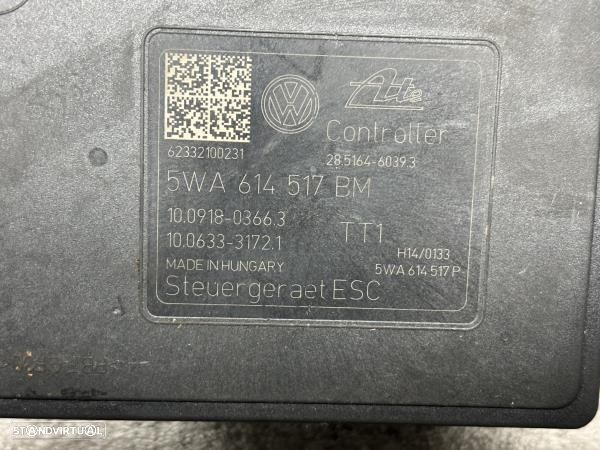 VW
Ate
Controller
62332100231
28.5164-6039.3
5WA 614 517 BM
10.0918-0366.3
10.0633-3172.1
TT1
H14/0133
MADE IN HUNGARY
5WA 614 517 P
Steuergeraet ESC
STANDVIRTUAL